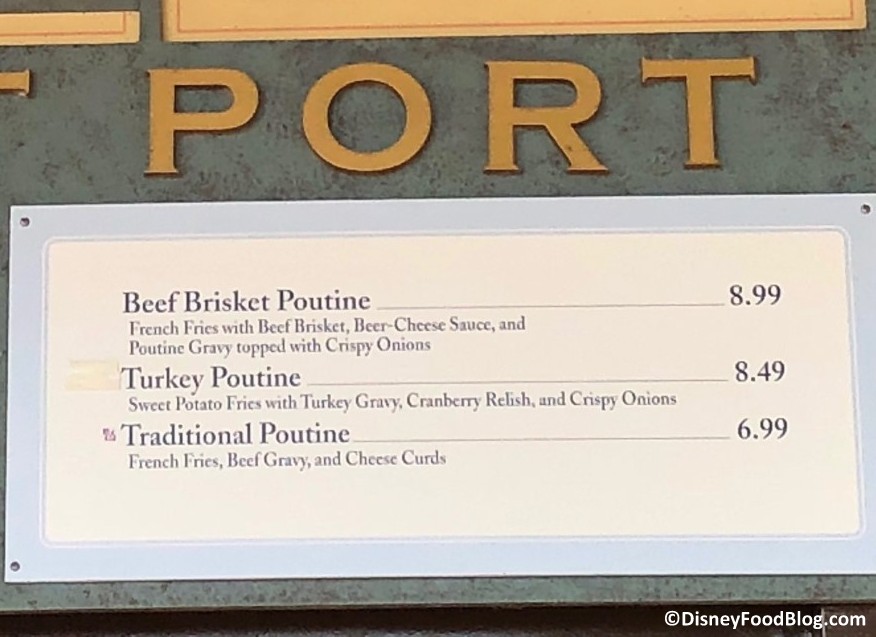 PORT
Beef Brisket Poutine 8.99
French Fries with Beef Brisket, Beer-Cheese Sauce, and
Poutine Gravy topped with Crispy Onions
Turkey Poutine 8.49
Sweet Potato Fries with Turkey Gravy, Cranberry Relish, and Crispy Onions
Traditional Poutine 6.99
French Fries, Beef Gravy, and Cheese Curds
©DisneyFoodBlog.com